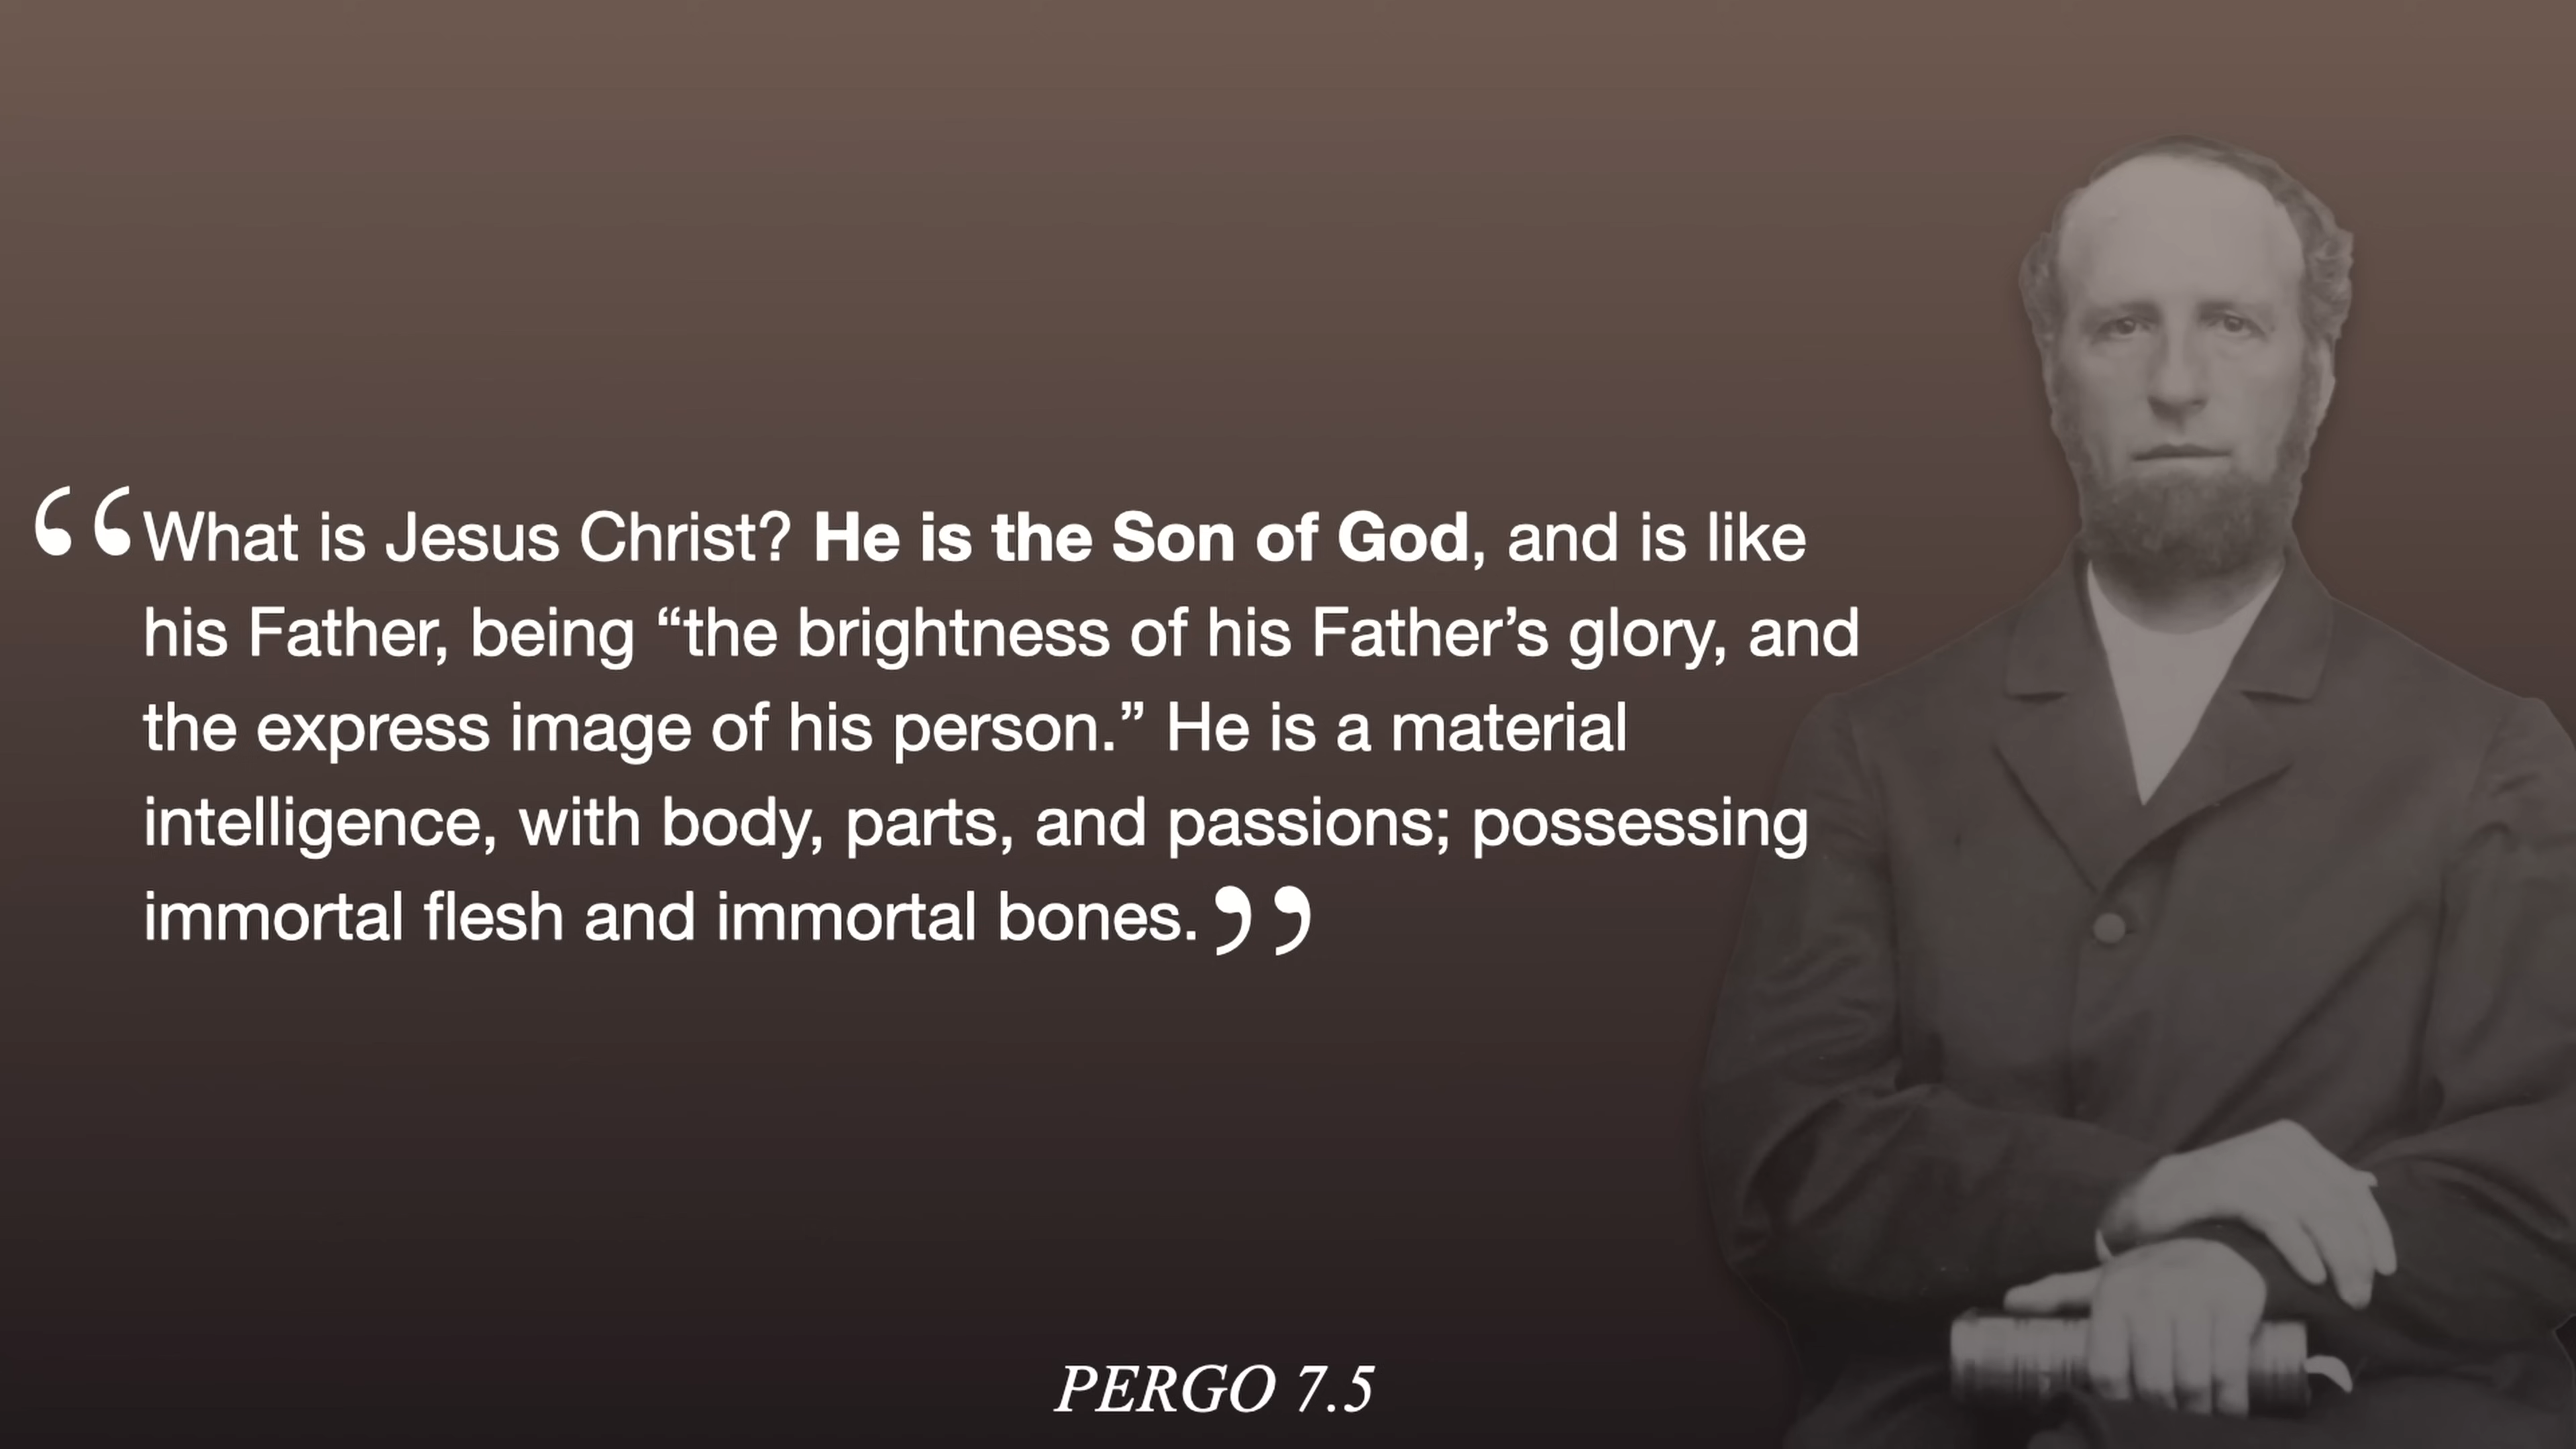 “What is Jesus Christ? He is the Son of God, and is like
his Father, being “the brightness of his Father’s glory, and
the express image of his person.” He is a material
intelligence, with body, parts, and passions; possessing
immortal flesh and immortal bones.”
PERGO 7.5